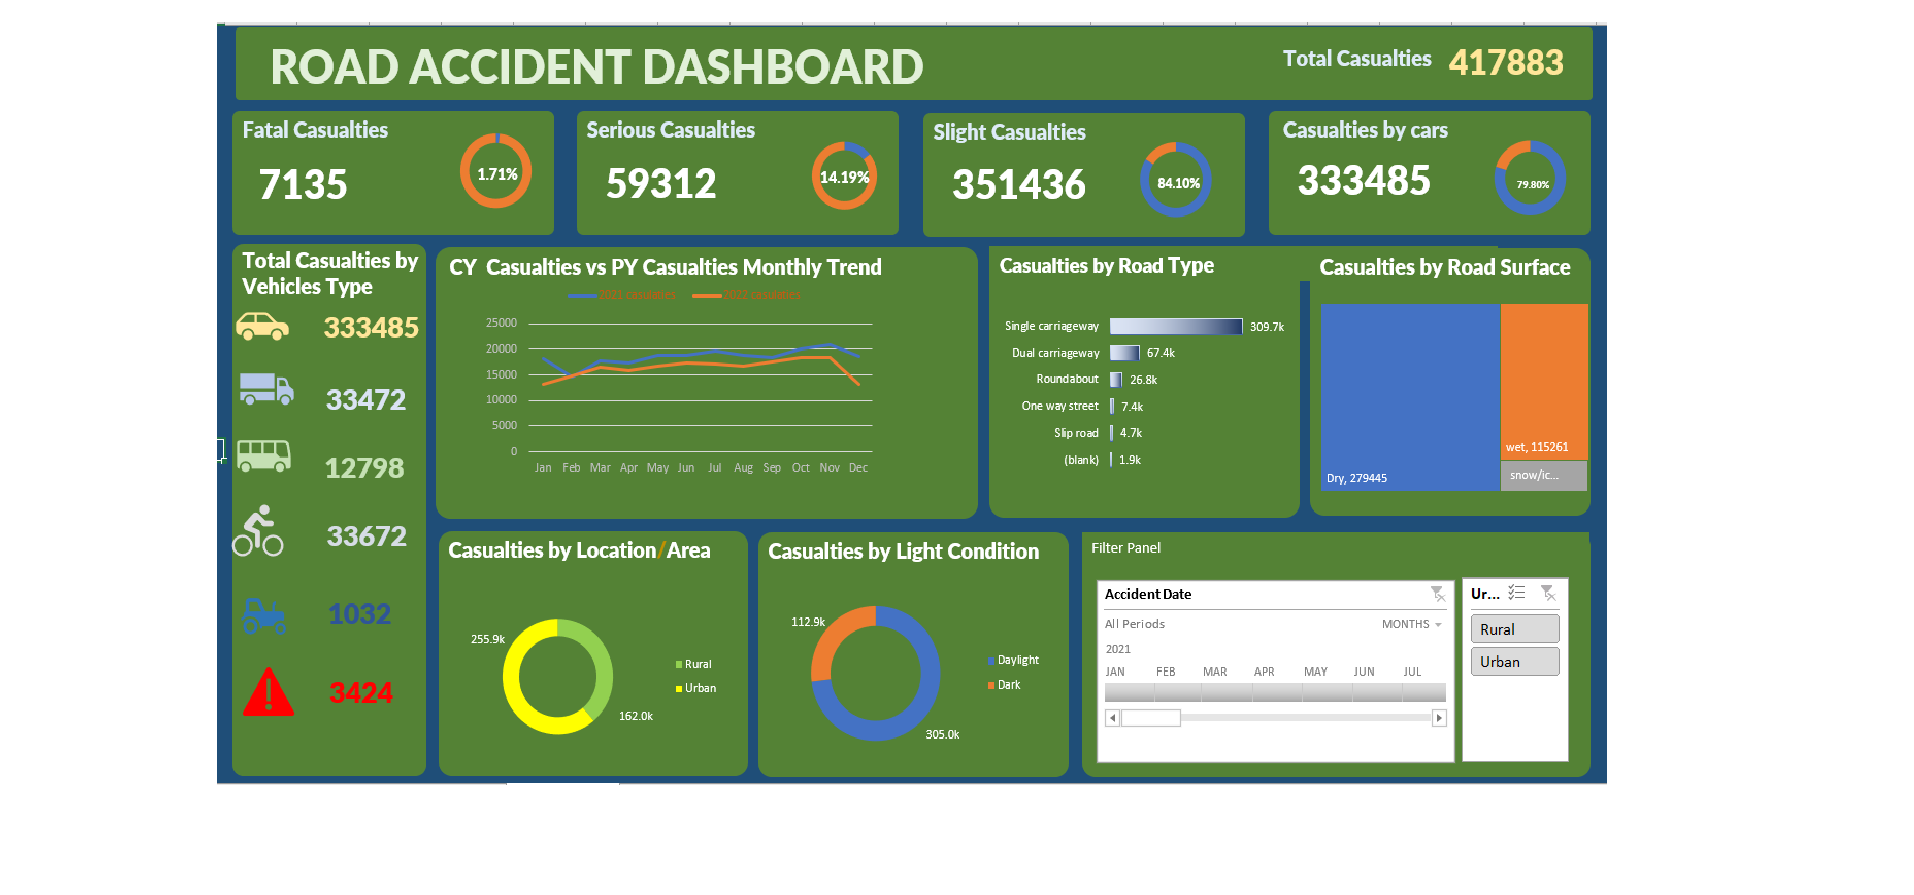 ROAD ACCIDENT DASHBOARD
Total Casualties 417883
Fatal Casualties
7135
1.71%
Serious Casualties
59312
14.19%
Slight Casualties
351436
84.10%
Casualties by cars
333485
79.80%
Total Casualties by
Vehicles Type
333485
33472
12798
33672
1032
3424
CY Casualties vs PY Casualties Monthly Trend
2021 casulaties 2022 casulties
25000
20000
15000
10000
5000
0
Jan Feb Mar Apr May Jun Jul Aug Sep Oct Nov Dec
Casualties by Road Type
Single carriageway 309.7k
Dual carriageway 67.4k
Roundabout 26.8k
One way street 7.4k
Slip road 4.7k
(blank) 1.9k
Casualties by Road Surface
Dry, 279445
wet, 115261
snow/ic...
Casualties by Location/Area
255.9k
162.0k
Rural
Urban
Casualties by Light Condition
112.9k
305.0k
Daylight
Dark
Filter Panel
Accident Date
All Periods MONTHS
2021
JAN FEB MAR APR MAY JUN JUL
Ur...
Rural
Urban